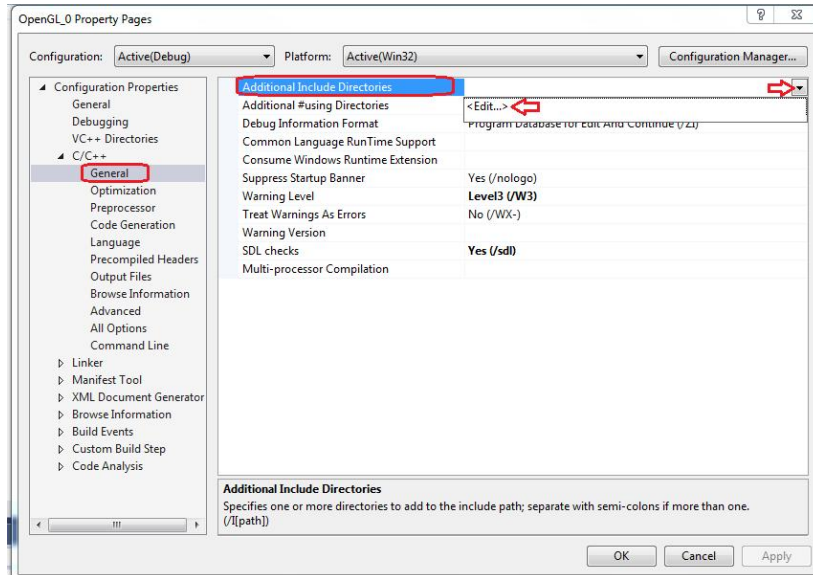 OpenGL_0 Property Pages
Configuration: Active(Debug) Platform: Active(Win32) Configuration Manager...
Configuration Properties
General
Debugging
VC++ Directories
C/C++
General
Optimization
Preprocessor
Code Generation
Language
Precompiled Headers
Output Files
Browse Information
Advanced
All Options
Command Line
Linker
Manifest Tool
XML Document Generator
Browse Information
Build Events
Custom Build Step
Code Analysis
Additional Include Directories
Additional #using Directories <Edit...>
Debug Information Format Program Database for Edit And Continue (/ZI)
Common Language RunTime Support
Consume Windows Runtime Extension
Suppress Startup Banner Yes (/nologo)
Warning Level Level3 (/W3)
Treat Warnings As Errors No (/WX-)
Warning Version
SDL checks Yes (/sdl)
Multi-processor Compilation
Additional Include Directories
Specifies one or more directories to add to the include path; separate with semi-colons if more than one.
(/I[path])
OK Cancel Apply